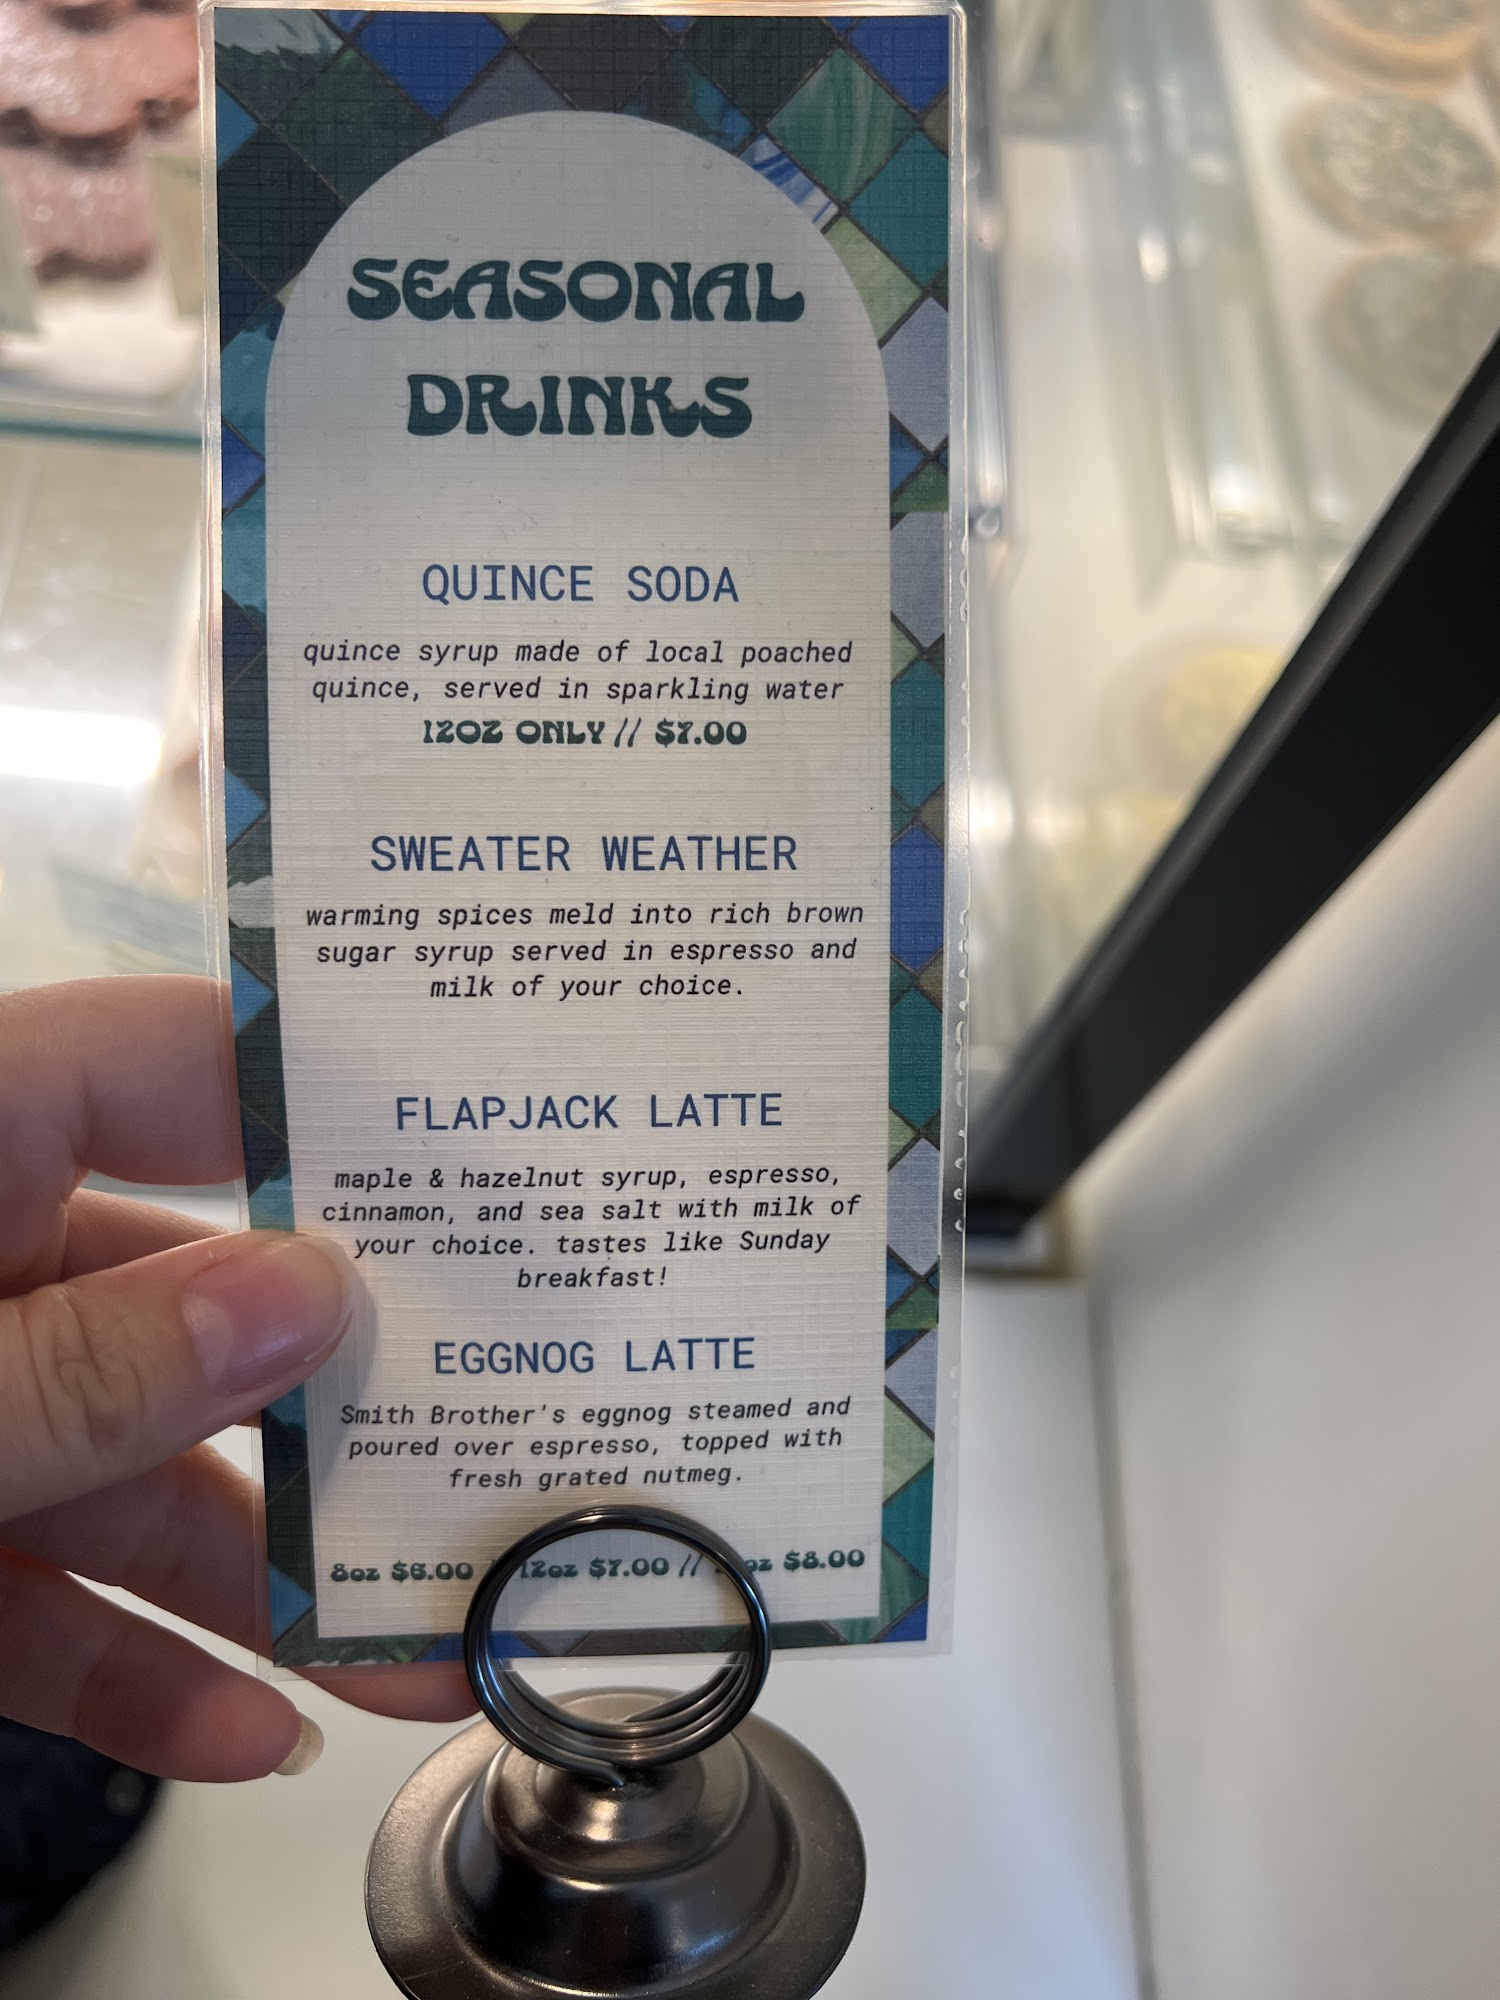 SEASONAL
DRINKS
QUINCE SODA
quince syrup made of local poached
quince, served in sparkling water
12OZ ONLY // $7.00
SWEATER WEATHER
warming spices meld into rich brown
sugar syrup served in espresso and
milk of your choice.
FLAPJACK LATTE
maple & hazelnut syrup, espresso,
cinnamon, and sea salt with milk of
your choice. tastes like Sunday
breakfast!
EGGNOG LATTE
Smith Brother's eggnog steamed and
poured over espresso, topped with
fresh grated nutmeg.
8oz $6.00 12oz $7.00 // oz $8.00